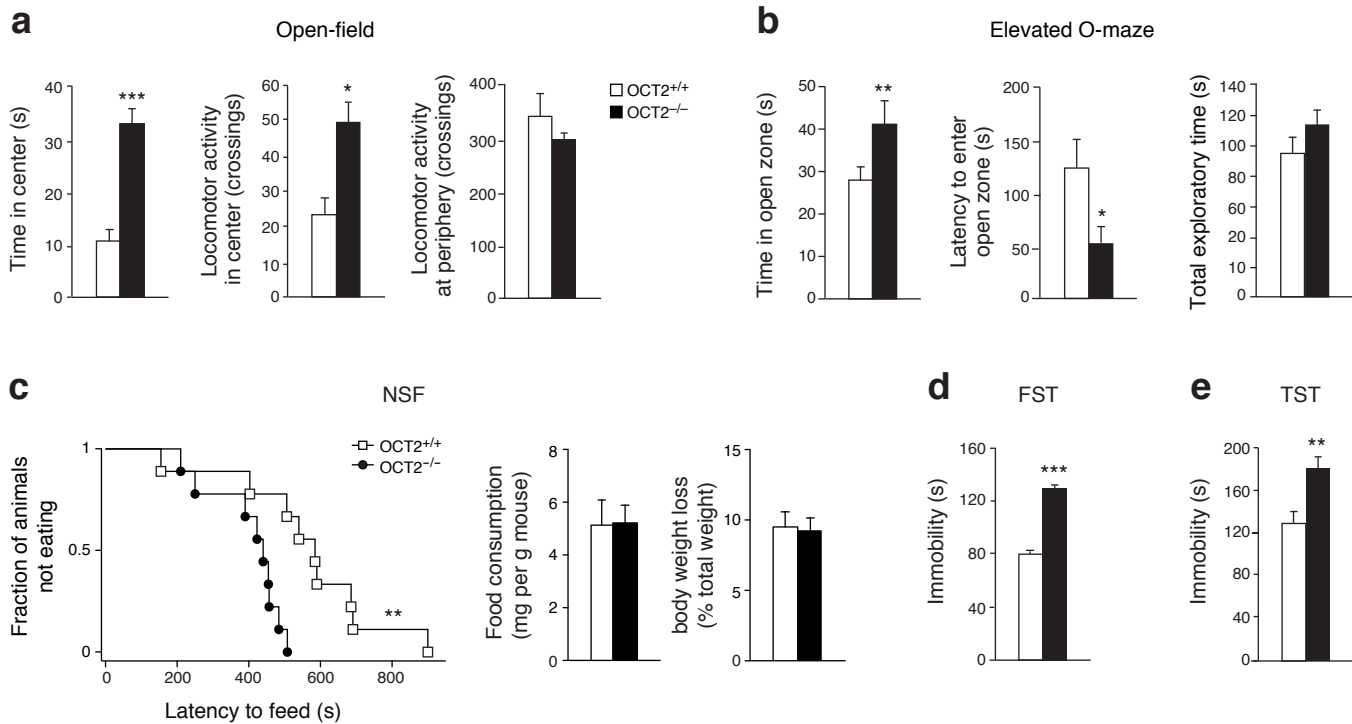 a
Open-field
Time in center (s)
40
30
20
10
0
***
Locomotor activity
in center (crossings)
60
50
40
30
20
10
0
*
Locomotor activity
at periphery (crossings)
400
300
200
100
0
OCT2+/+
OCT2–/–
b
Elevated O-maze
Time in open zone (s)
50
40
30
20
10
0
**
Latency to enter
open zone (s)
200
150
100
50
0
*
Total exploratory time (s)
140
120
100
80
60
20
10
0
c
NSF
Fraction of animals
not eating
1
0.5
0
OCT2+/+
OCT2–/–
**
0 200 400 600 800
Latency to feed (s)
Food consumption
(mg per g mouse)
8
6
4
2
0
body weight loss
(% total weight)
15
10
5
0
d
FST
Immobility (s)
160
120
80
40
0
***
e
TST
Immobility (s)
200
160
120
80
40
0
**